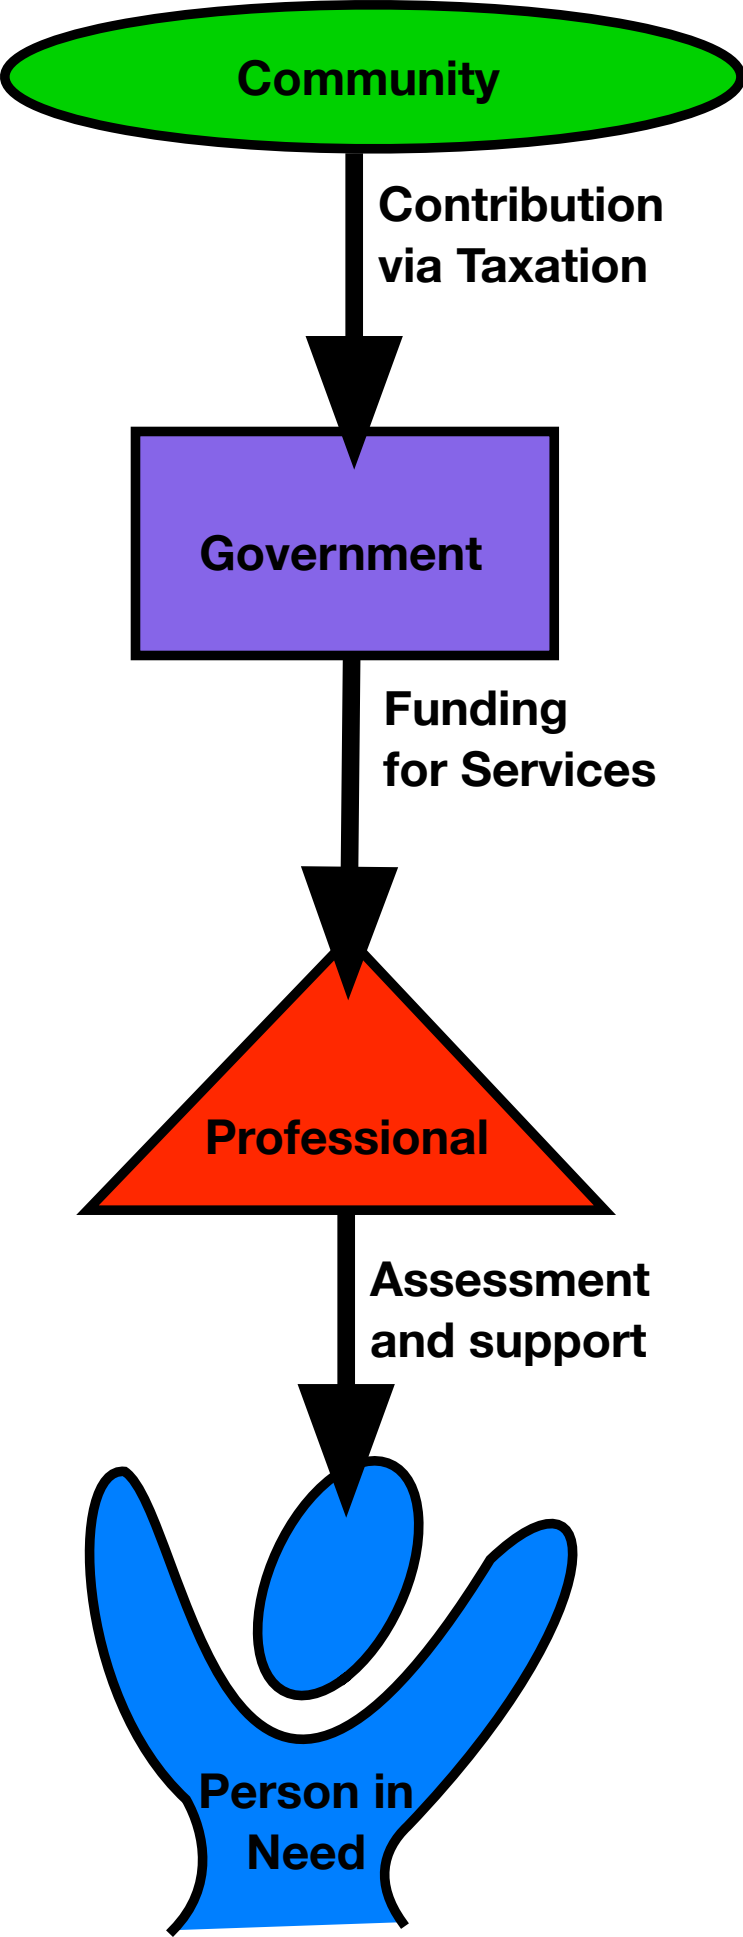 Community
Contribution
via Taxation
Government
Funding
for Services
Professional
Assessment
and support
Person in
Need